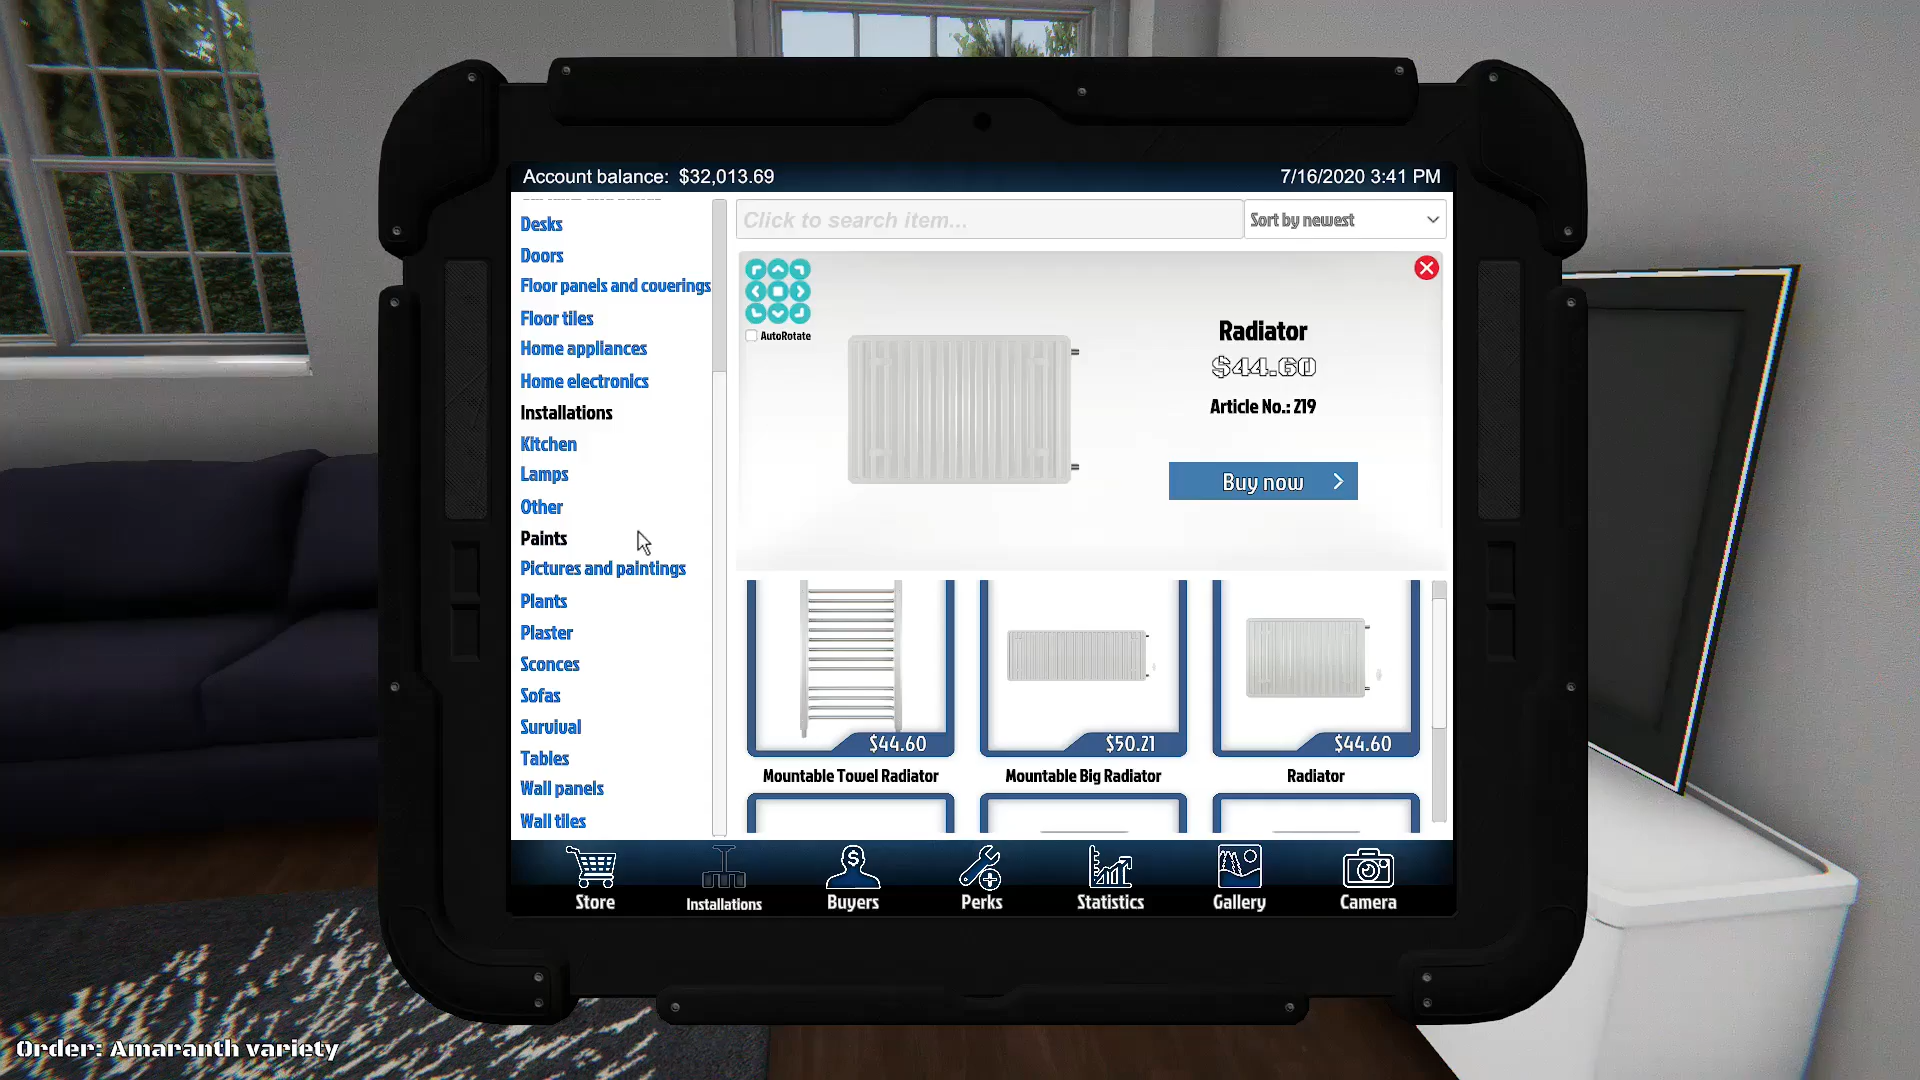 Account balance: $32,013.69
7/16/2020 3:41 PM
Desks
Doors
Floor panels and coverings
Floor tiles
Home appliances
Home electronics
Installations
Kitchen
Lamps
Other
Paints
Pictures and paintings
Plants
Plaster
Sconces
Sofas
Survival
Tables
Wall panels
Wall tiles
Click to search item...
Sort by newest
AutoRotate
Radiator
$44.60
Article No.: 219
Buy now
$44.60
$50.21
$44.60
Mountable Towel Radiator
Mountable Big Radiator
Radiator
Store
Installations
Buyers
Perks
Statistics
Gallery
Camera
Order: Amaranth variety